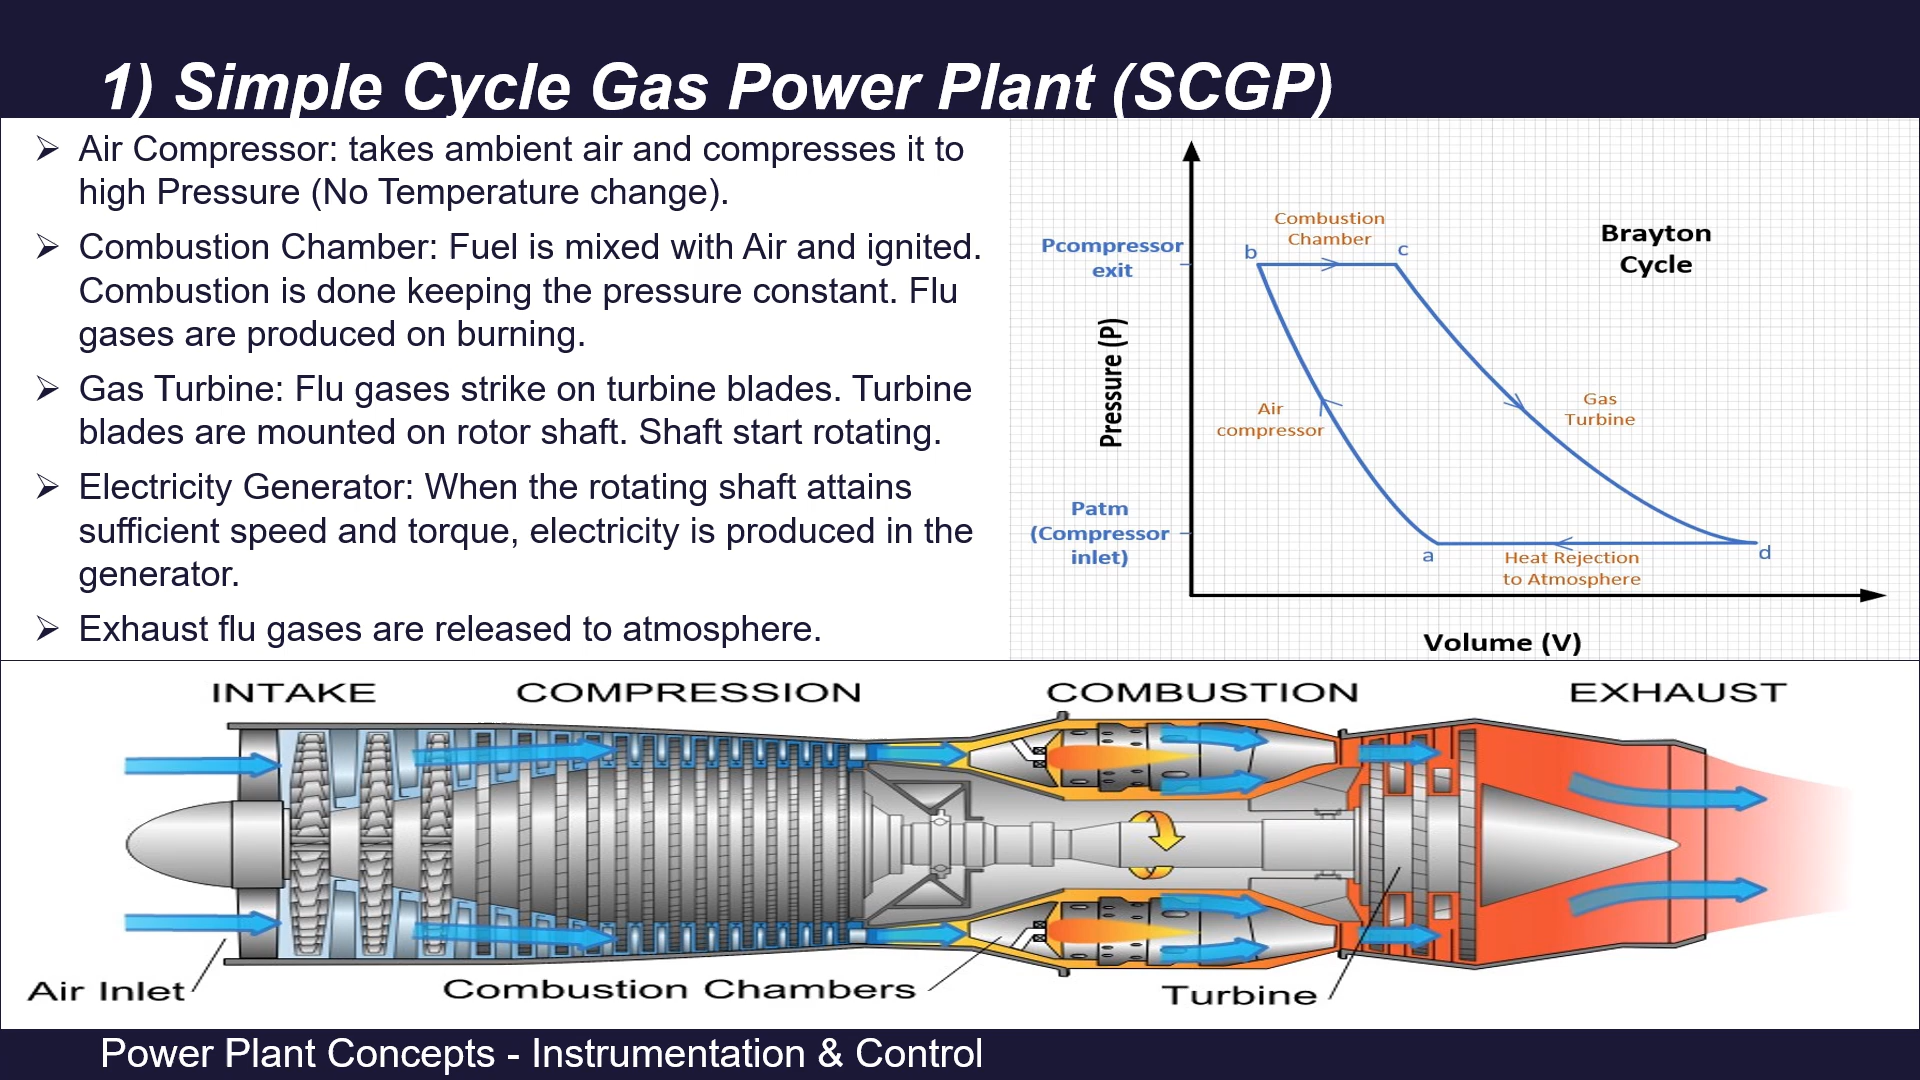 1) Simple Cycle Gas Power Plant (SCGP)
Air Compressor: takes ambient air and compresses it to
high Pressure (No Temperature change).
Combustion Chamber: Fuel is mixed with Air and ignited.
Combustion is done keeping the pressure constant. Flu
gases are produced on burning.
Gas Turbine: Flu gases strike on turbine blades. Turbine
blades are mounted on rotor shaft. Shaft start rotating.
Electricity Generator: When the rotating shaft attains
sufficient speed and torque, electricity is produced in the
generator.
Exhaust flu gases are released to atmosphere.
Brayton
Cycle
Combustion
Chamber
Pcompressor
exit
b
c
Pressure (P)
Air
compressor
Gas
Turbine
Patm
(Compressor
inlet)
a
d
Heat Rejection
to Atmosphere
Volume (V)
INTAKE
COMPRESSION
COMBUSTION
EXHAUST
Air Inlet
Combustion Chambers
Turbine
Power Plant Concepts - Instrumentation & Control